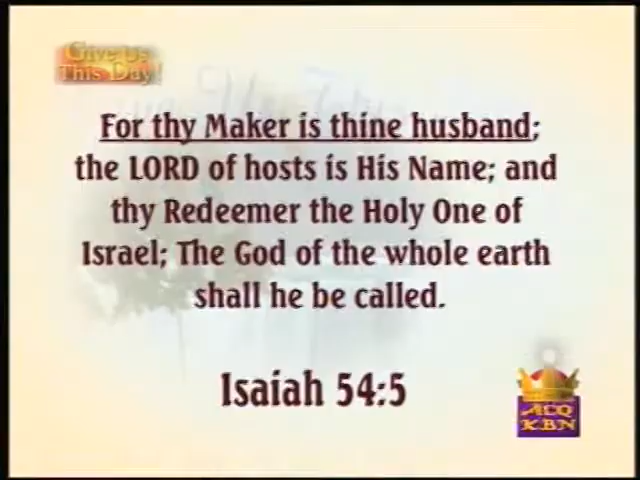 Give Us
This Day!
For thy Maker is thine husband;
the LORD of hosts is His Name; and
thy Redeemer the Holy One of
Israel; The God of the whole earth
shall he be called.
Isaiah 54:5
ACQ
KBN